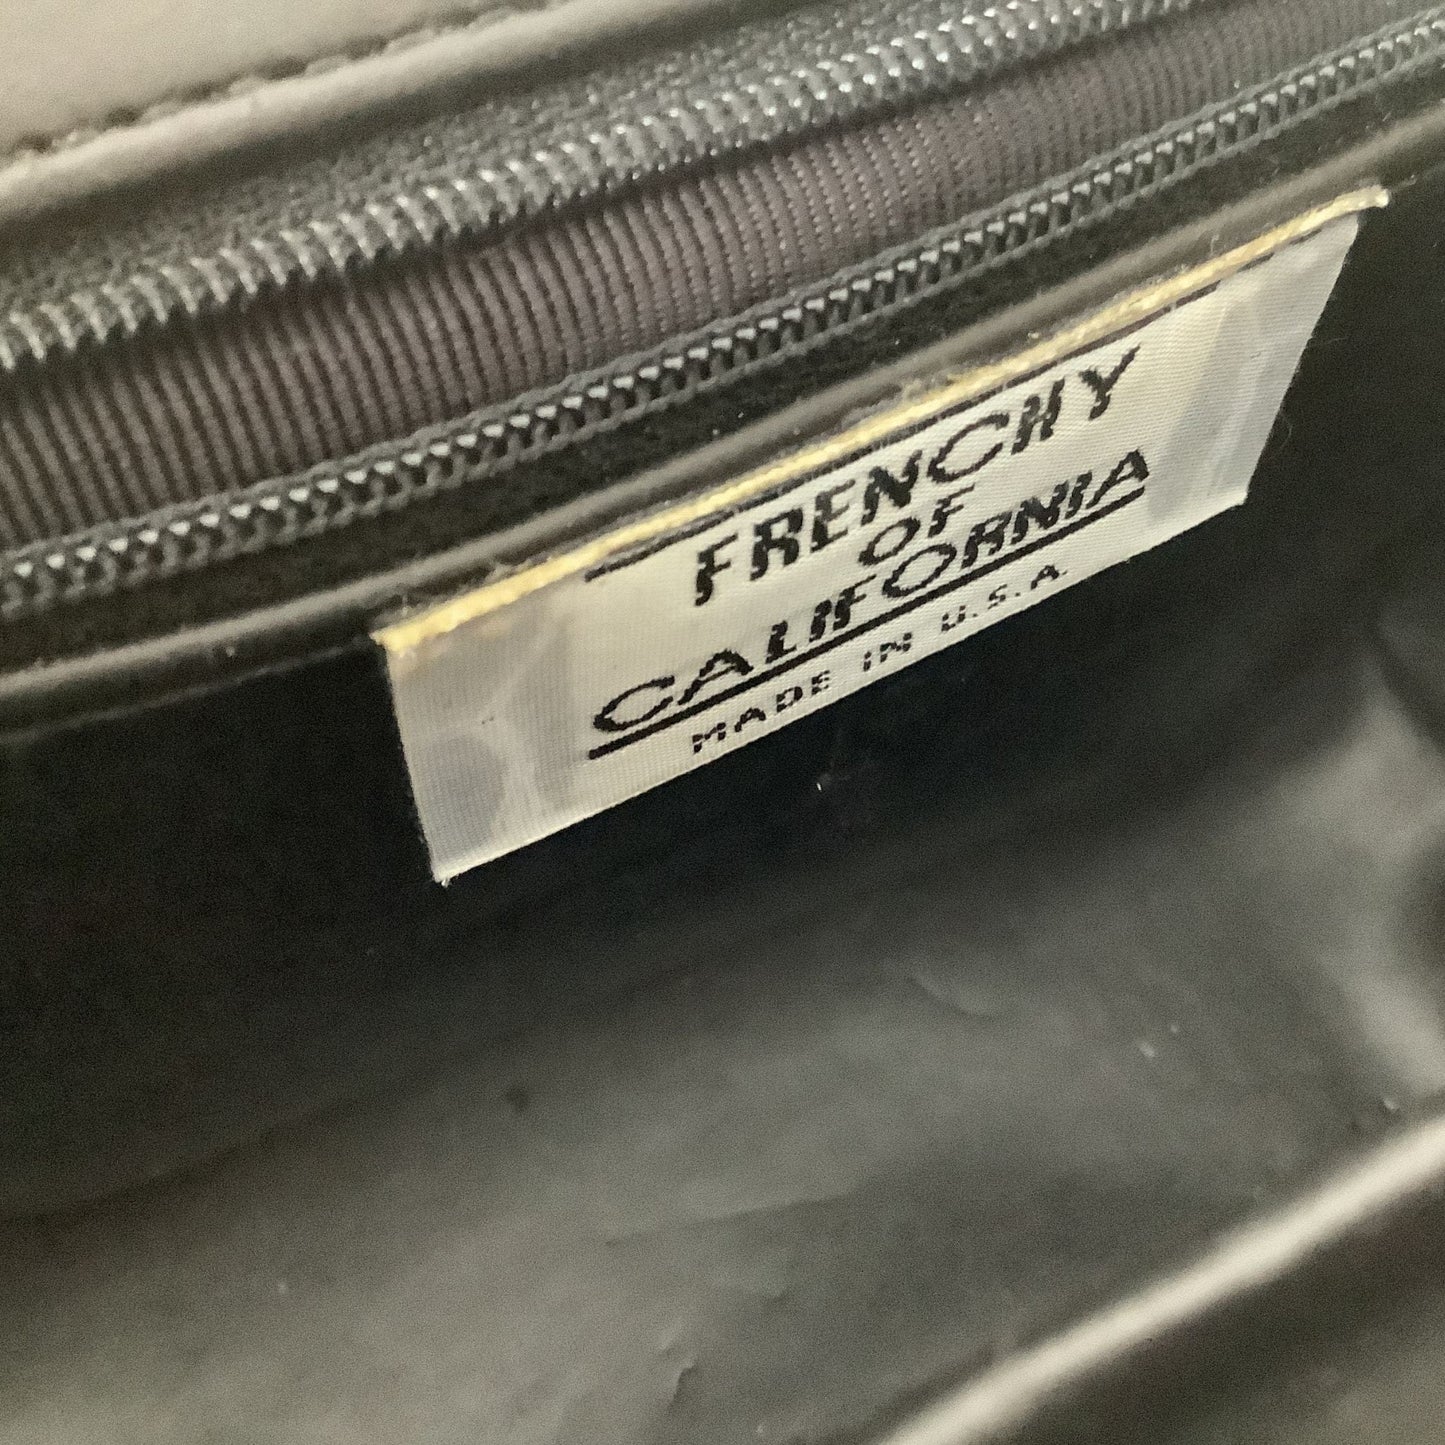 FRENCHY
OF
CALIFORNIA
MADE IN U.S.A.